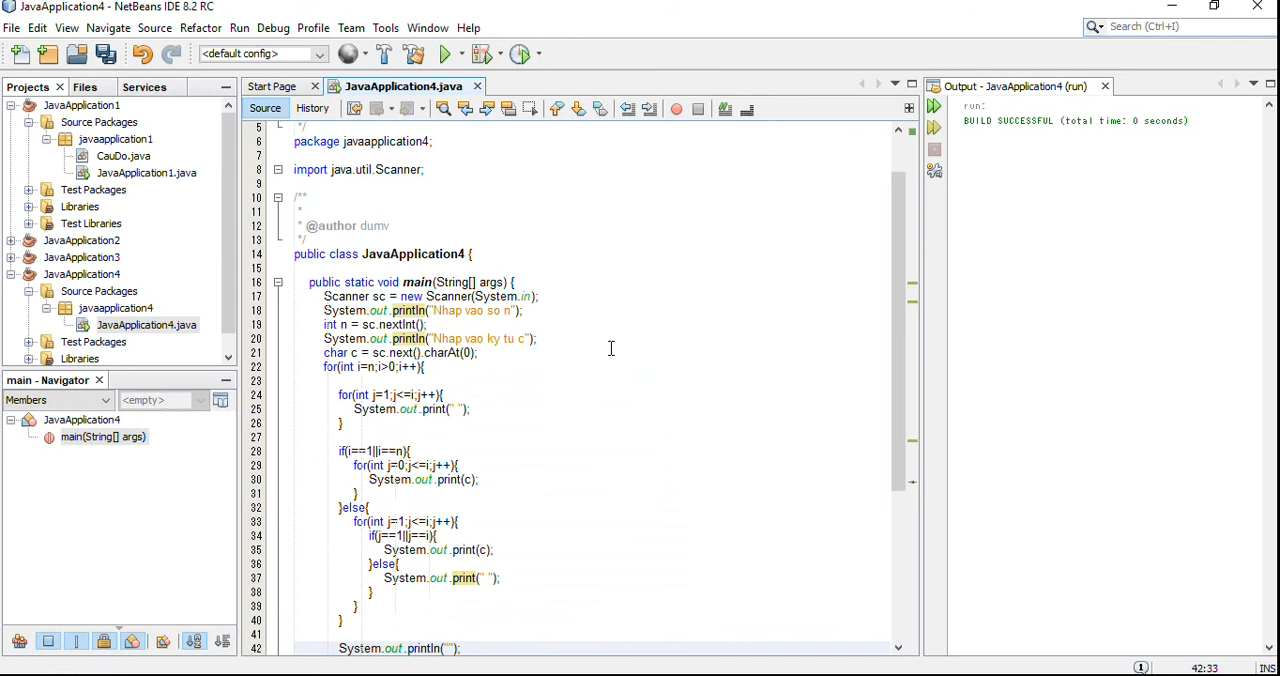 JavaApplication4 - NetBeans IDE 8.2 RC
File Edit View Navigate Source Refactor Run Debug Profile Team Tools Window Help
Search (Ctrl+I)
<default config>
Projects Files Services
Start Page JavaApplication4.java
Output - JavaApplication4 (run)
Source History
JavaApplication1
Source Packages
javaapplication1
CauDo.java
JavaApplication1.java
Test Packages
Libraries
Test Libraries
JavaApplication2
JavaApplication3
JavaApplication4
Source Packages
javaapplication4
JavaApplication4.java
Test Packages
Libraries
main - Navigator
Members <empty>
JavaApplication4
main(String[] args)
5 */
6 package javaapplication4;
7
8 import java.util.Scanner;
9
10 /**
11 *
12 * @author dumv
13 */
14 public class JavaApplication4 {
15
16 public static void main(String[] args) {
17 Scanner sc = new Scanner(System.in);
18 System.out.println("Nhap vao so n");
19 int n = sc.nextInt();
20 System.out.println("Nhap vao ky tu c");
21 char c = sc.next().charAt(0);
22 for(int i=n;i>0;i++){
23
24 for(int j=1;j<=i;j++){
25 System.out.print(" ");
26 }
27
28 if(i==1||i==n){
29 for(int j=0;j<=i;j++){
30 System.out.print(c);
31 }
32 }else{
33 for(int j=1;j<=i;j++){
34 if(j==1||j==i){
35 System.out.print(c);
36 }else{
37 System.out.print(" ");
38 }
39 }
40 }
41
42 System.out.println("");
run:
BUILD SUCCESSFUL (total time: 0 seconds)
1 42:33 INS